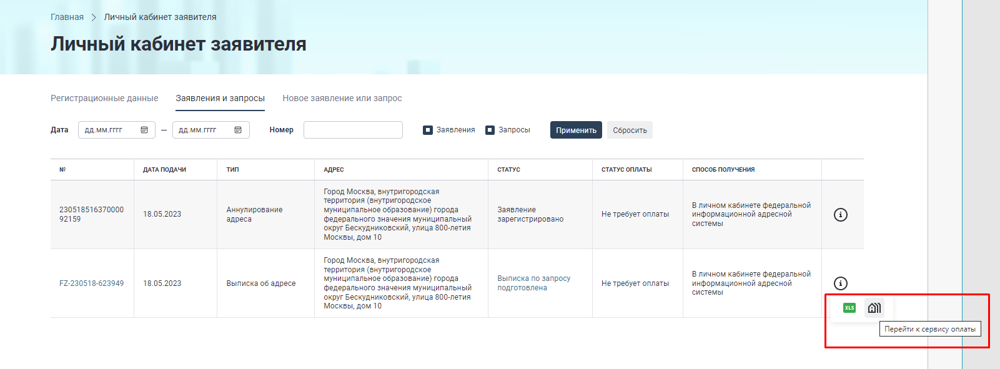 Главная > Личный кабинет заявителя
Личный кабинет заявителя
Регистрационные данные Заявления и запросы Новое заявление или запрос
Дата дд.мм.гггг — дд.мм.гггг Номер Заявления Запросы Применить Сбросить
№ ДАТА ПОДАЧИ ТИП АДРЕС СТАТУС СТАТУС ОПЛАТЫ СПОСОБ ПОЛУЧЕНИЯ
230518516370000
92159
18.05.2023
Аннулирование
адреса
Город Москва, внутригородская
территория (внутригородское
муниципальное образование) города
федерального значения муниципальный
округ Бескудниковский, улица 800-летия
Москвы, дом 10
Заявление
зарегистрировано
Не требует оплаты
В личном кабинете федеральной
информационной адресной
системы
FZ-230518-623949
18.05.2023
Выписка об адресе
Город Москва, внутригородская
территория (внутригородское
муниципальное образование) города
федерального значения муниципальный
округ Бескудниковский, улица 800-летия
Москвы, дом 10
Выписка по запросу
подготовлена
Не требует оплаты
В личном кабинете федеральной
информационной адресной
системы
XLS
Перейти к сервису оплаты